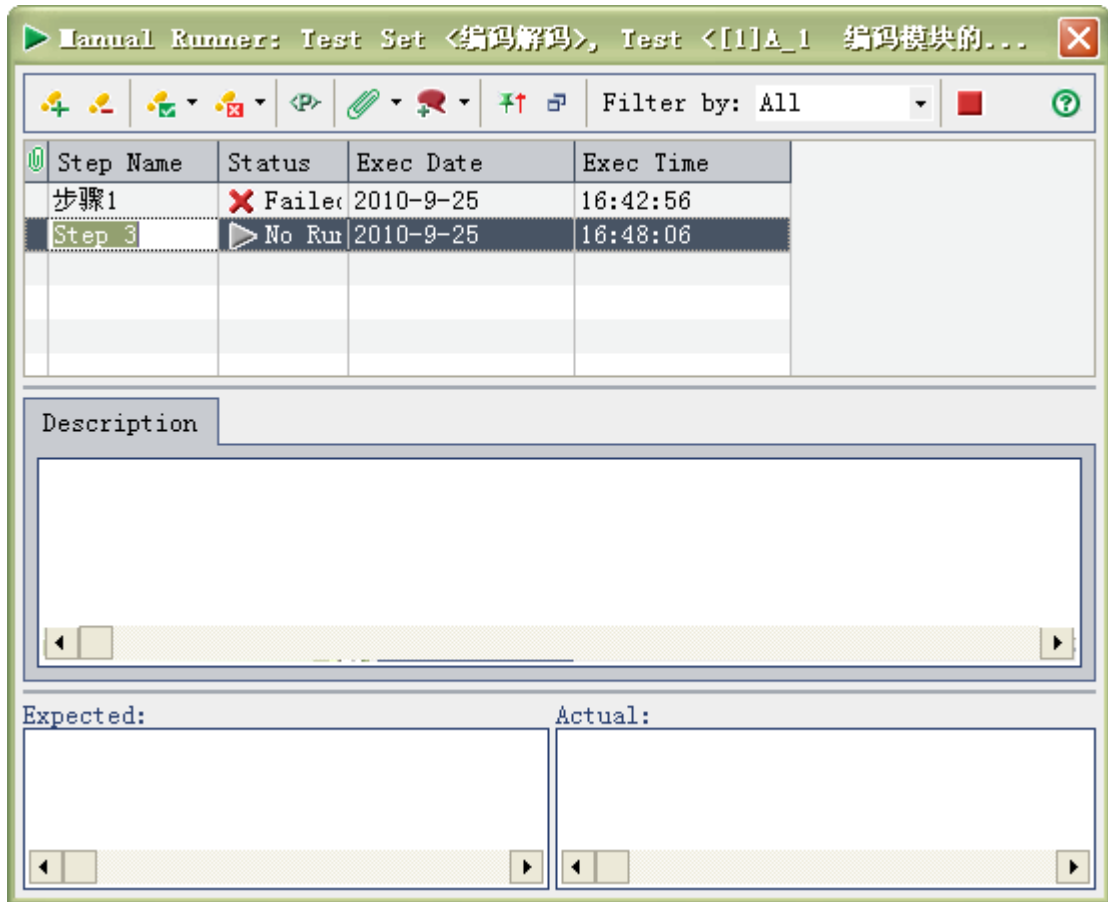 Manual Runner: Test Set <编码解码>, Test <[1]A_1 编码模块的...
<P> Filter by: All
Step Name Status Exec Date Exec Time
步骤1 Failed 2010-9-25 16:42:56
Step 3 No Run 2010-9-25 16:48:06
Description
Expected: Actual: